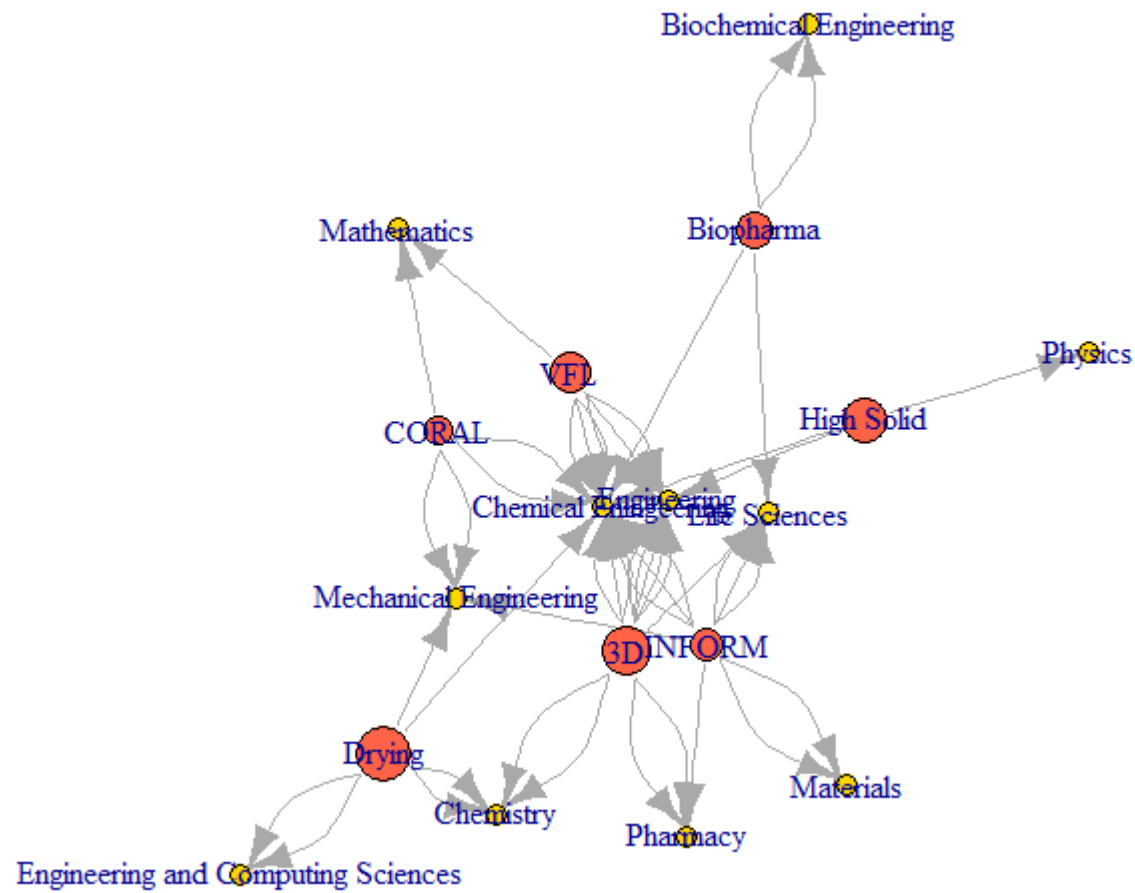 Biochemical Engineering
Mathematics
Biopharma
Physics
VFL
High Solid
CORAL
Chemical Engineering
Engineering
Life Sciences
Mechanical Engineering
3D
INFORM
Drying
Materials
Chemistry
Pharmacy
Engineering and Computing Sciences